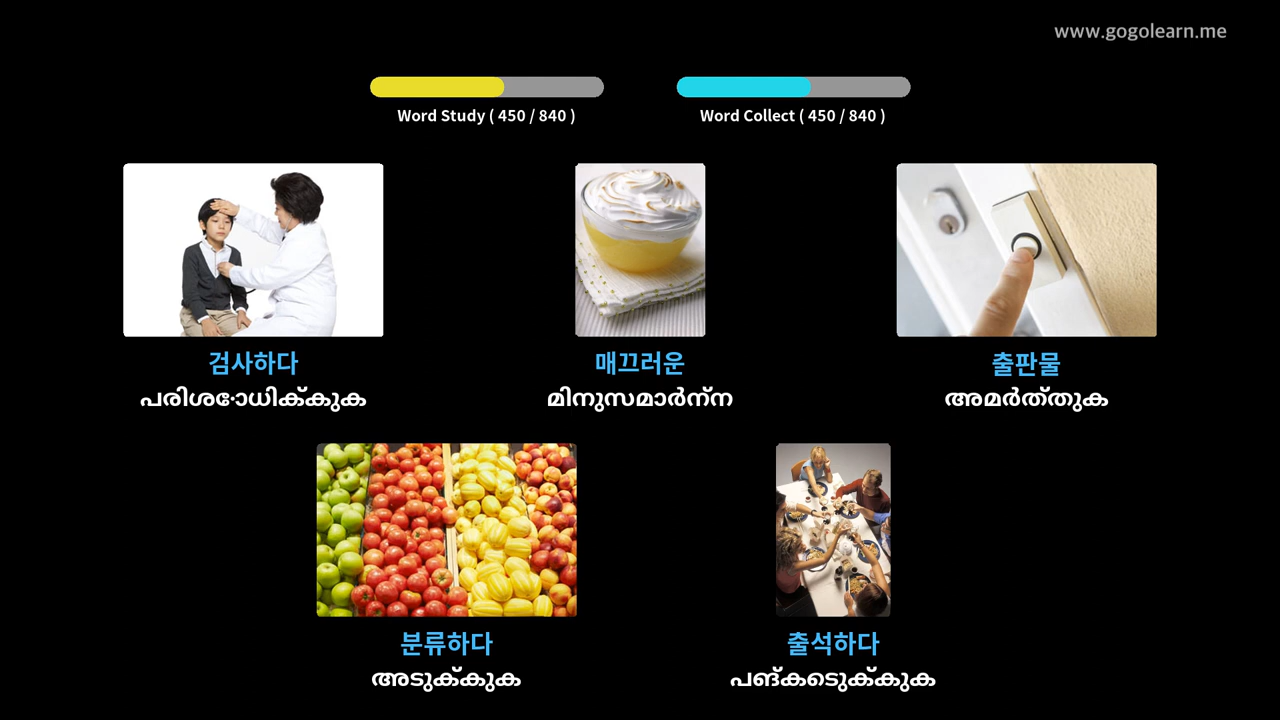 www.gogolearn.me
Word Study ( 450 / 840 )
Word Collect ( 450 / 840 )
검사하다
പരിശോധിക്കുക
매끄러운
മിനുസമാർന്ന
출판물
അമർത്തുക
분류하다
അടുക്കുക
출석하다
പങ്കെടുക്കുക